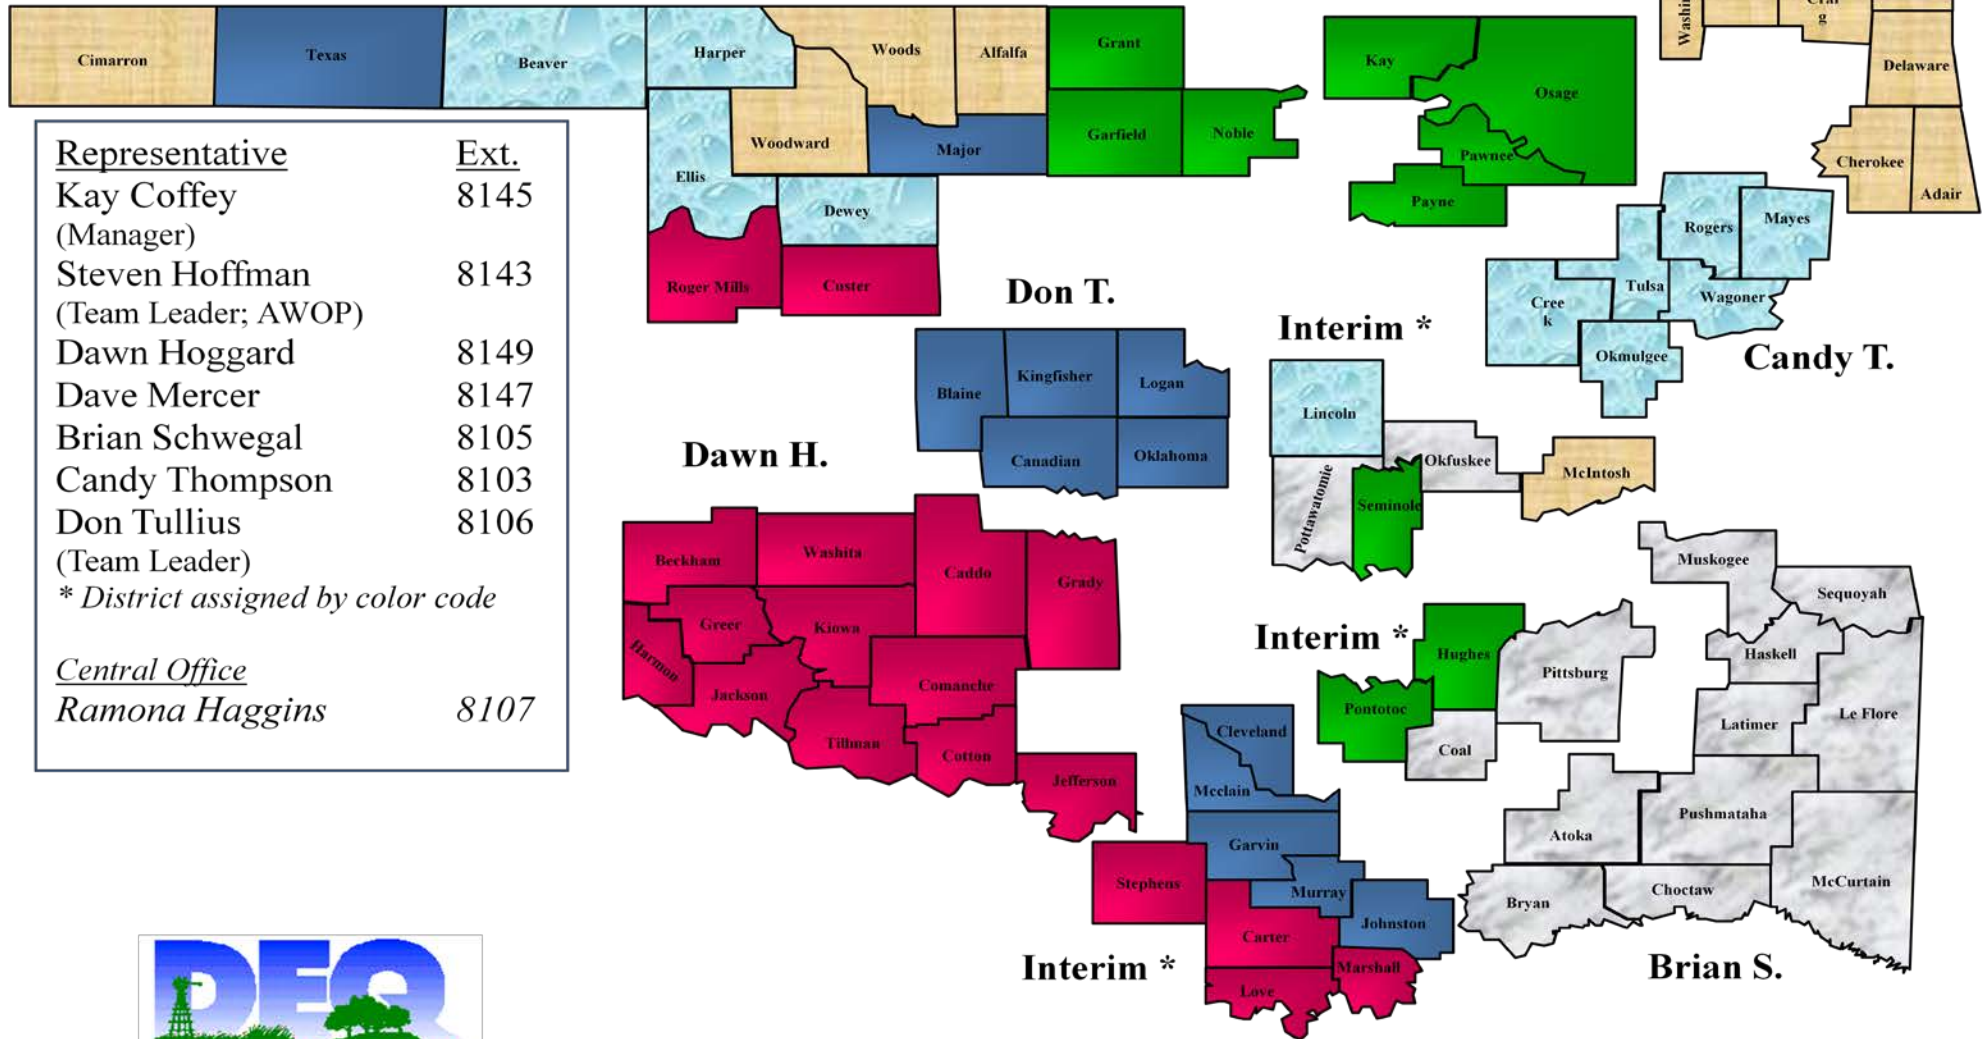 Washi
Crai
g
Delaware
Cherokee
Adair
Cimarron
Texas
Beaver
Harper
Woods
Alfalfa
Grant
Kay
Osage
Woodward
Major
Garfield
Noble
Pawnee
Payne
Ellis
Dewey
Roger Mills
Custer
Rogers
Mayes
Tulsa
Wagoner
Cree
k
Okmulgee
Don T.
Interim *
Candy T.
Representative Ext.
Kay Coffey 8145
(Manager)
Steven Hoffman 8143
(Team Leader; AWOP)
Dawn Hoggard 8149
Dave Mercer 8147
Brian Schwegal 8105
Candy Thompson 8103
Don Tullius 8106
(Team Leader)
* District assigned by color code
Central Office
Ramona Haggins 8107
Blaine
Kingfisher
Logan
Canadian
Oklahoma
Dawn H.
Lincoln
Okfuskee
McIntosh
Pottawatomie
Seminole
Beckham
Washita
Caddo
Grady
Greer
Kiowa
Harmon
Jackson
Comanche
Tillman
Cotton
Jefferson
Muskogee
Sequoyah
Haskell
Latimer
Le Flore
Interim *
Hughes
Pittsburg
Pontotoc
Coal
Cleveland
Mcclain
Garvin
Murray
Johnston
Atoka
Pushmataha
Bryan
Choctaw
McCurtain
Stephens
Carter
Love
Marshall
Interim *
Brian S.
DEQ